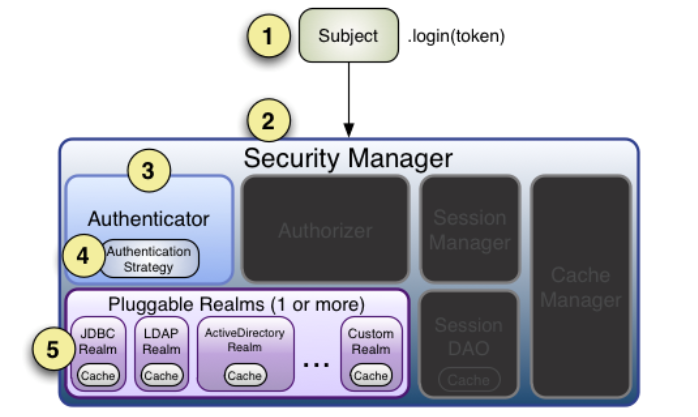 1
Subject
.login(token)
2
Security Manager
3
Authenticator
4
Authentication
Strategy
Authorizer
Session
Manager
Cache
Manager
Pluggable Realms (1 or more)
5
JDBC
Realm
Cache
LDAP
Realm
Cache
ActiveDirectory
Realm
Cache
...
Custom
Realm
Cache
Session
DAO
Cache